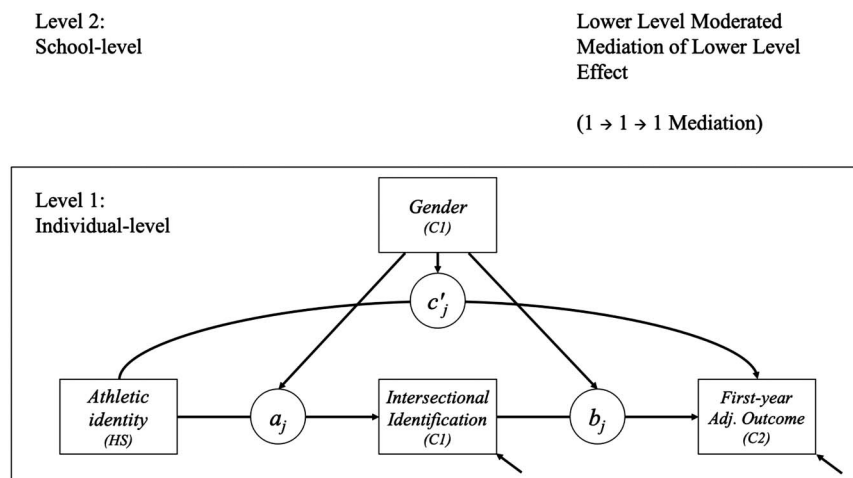 Level 2:
School-level
Lower Level Moderated
Mediation of Lower Level
Effect
(1 → 1 → 1 Mediation)
Level 1:
Individual-level
Gender
(C1)
c'j
Athletic
identity
(HS)
aj
Intersectional
Identification
(C1)
bj
First-year
Adj. Outcome
(C2)